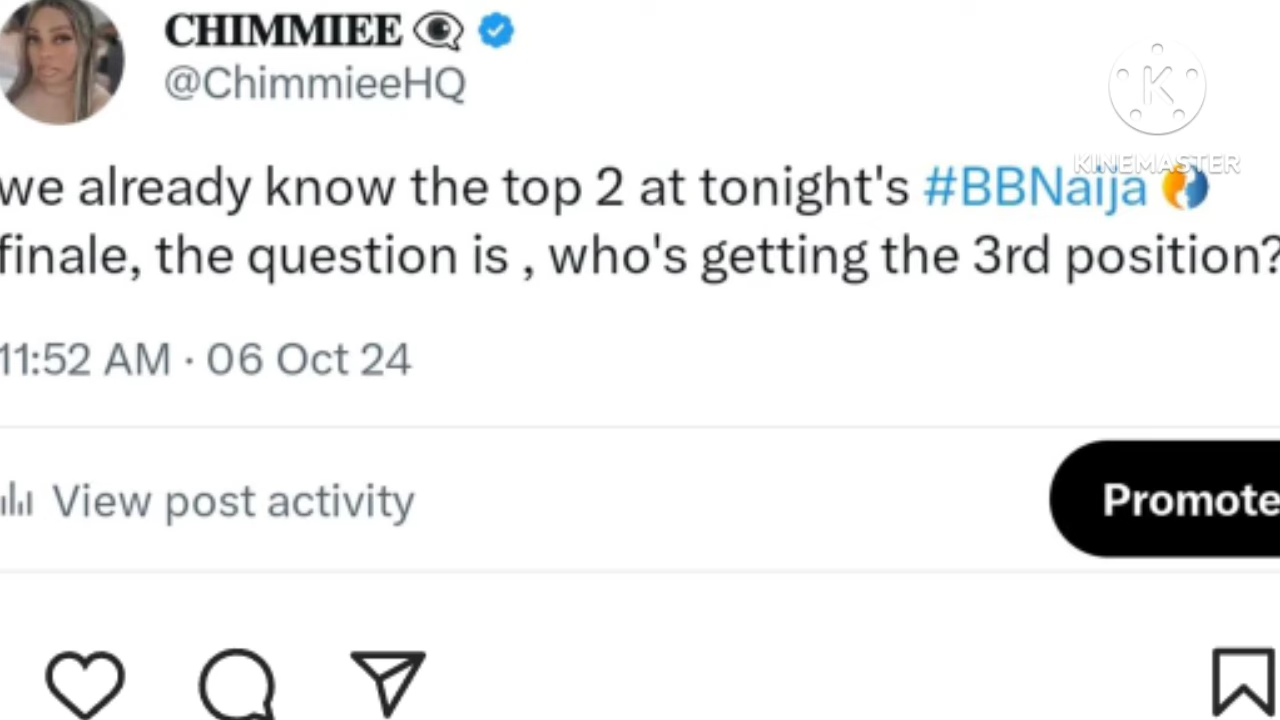 CHIMMIEE
@ChimmieeHQ
K
KINEMASTER
we already know the top 2 at tonight's #BBNaija
finale, the question is , who's getting the 3rd position?
11:52 AM · 06 Oct 24
View post activity
Promote